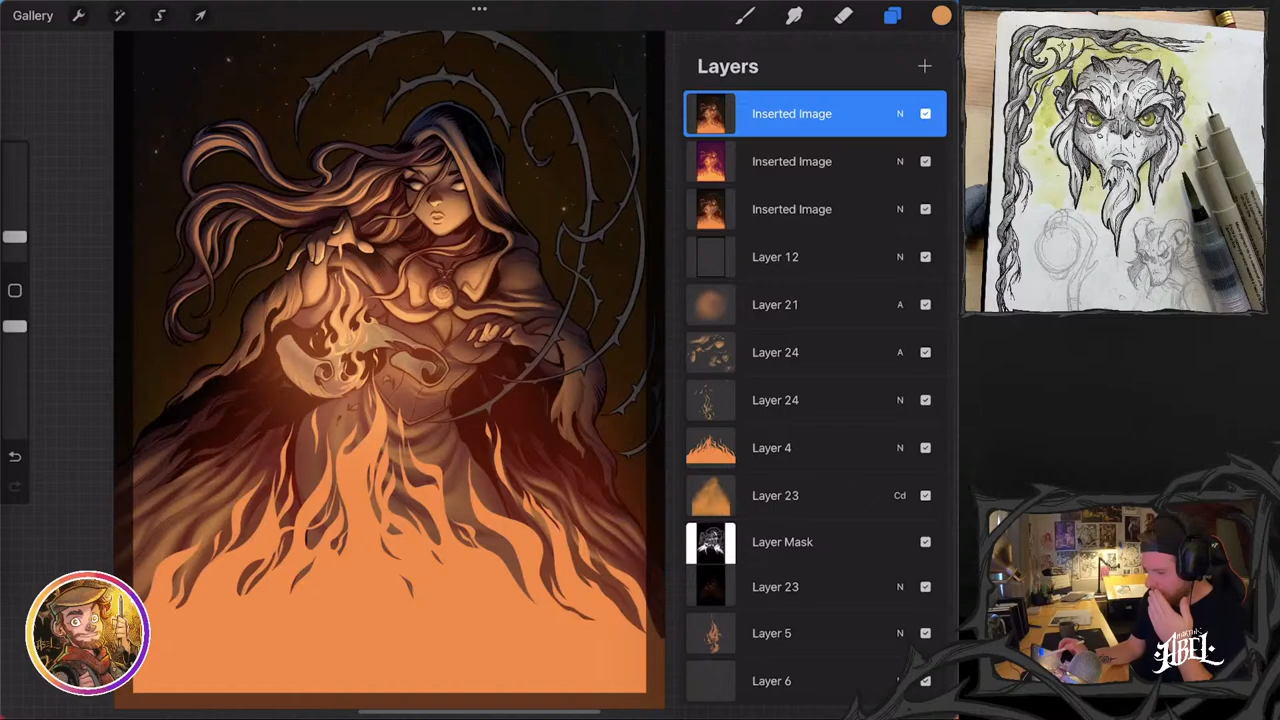 Gallery
Layers
Inserted Image N
Inserted Image N
Inserted Image N
Layer 12 N
Layer 21 A
Layer 24 A
Layer 24 N
Layer 4 N
Layer 23 Cd
Layer Mask
Layer 23 N
Layer 5 N
Layer 6
ABEL